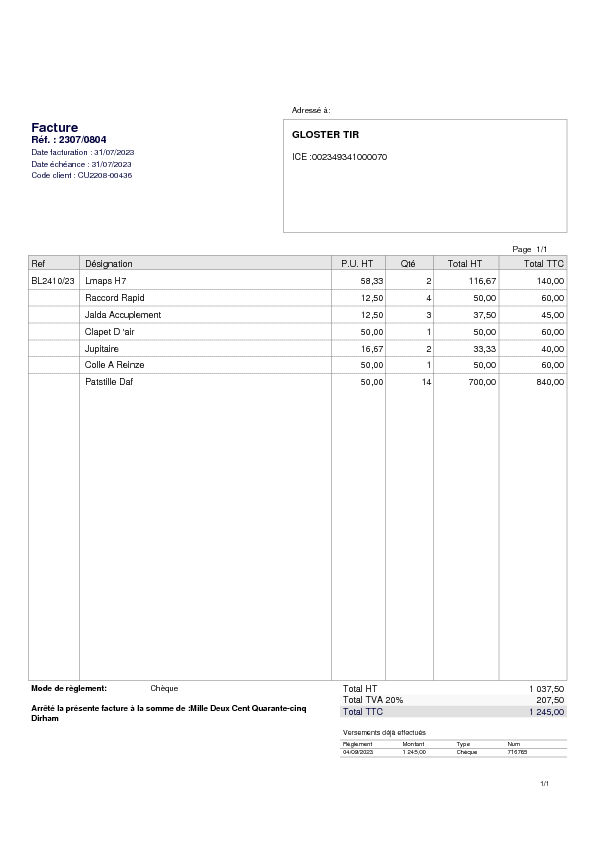 Adressé à:
Facture
Réf. : 2307/0804
Date facturation : 31/07/2023
Date échéance : 31/07/2023
Code client : CU2208-00436
GLOSTER TIR
ICE :002349341000070
Page 1/1
Ref Désignation P.U. HT Qté Total HT Total TTC
BL2410/23 Lmaps H7 58,33 2 116,67 140,00
Raccord Rapid 12,50 4 50,00 60,00
Jalda Accuplement 12,50 3 37,50 45,00
Clapet D 'air 50,00 1 50,00 60,00
Jupitaire 16,67 2 33,33 40,00
Colle A Reinze 50,00 1 50,00 60,00
Patstille Daf 50,00 14 700,00 840,00
Mode de règlement: Chèque
Total HT 1 037,50
Total TVA 20% 207,50
Total TTC 1 245,00
Arrêté la présente facture à la somme de :Mille Deux Cent Quarante-cinq
Dirham
Versements déjà effectués
Règlement Montant Type Num
04/09/2023 1 245,00 Chèque 716765
1/1